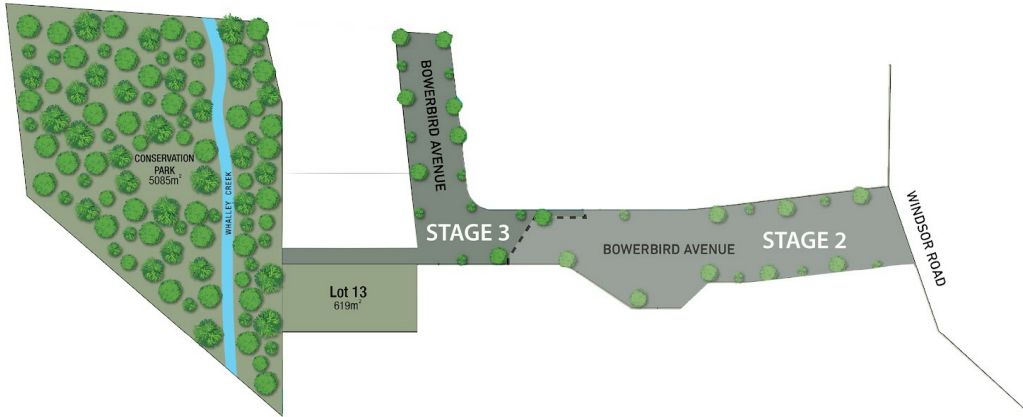 CONSERVATION
PARK
5085m²
WHALLEY CREEK
BOWERBIRD AVENUE
STAGE 3
Lot 13
619m²
BOWERBIRD AVENUE
STAGE 2
WINDSOR ROAD